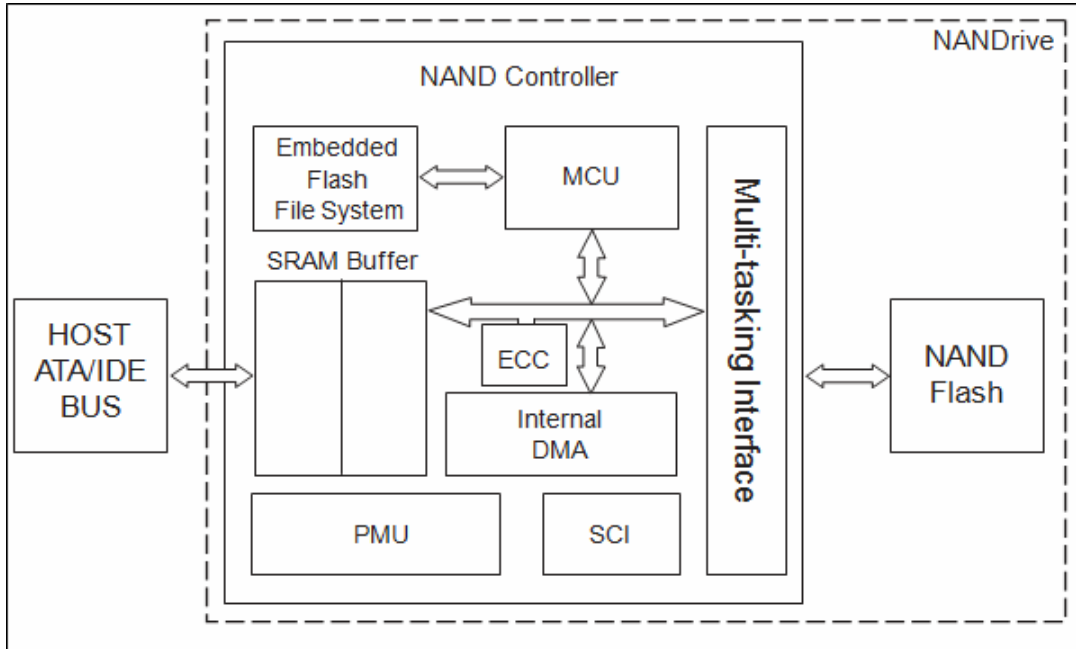 NANDrive
NAND Controller
Embedded
Flash
File System
MCU
Multi-tasking Interface
SRAM Buffer
HOST
ATA/IDE
BUS
ECC
NAND
Flash
Internal
DMA
PMU
SCI